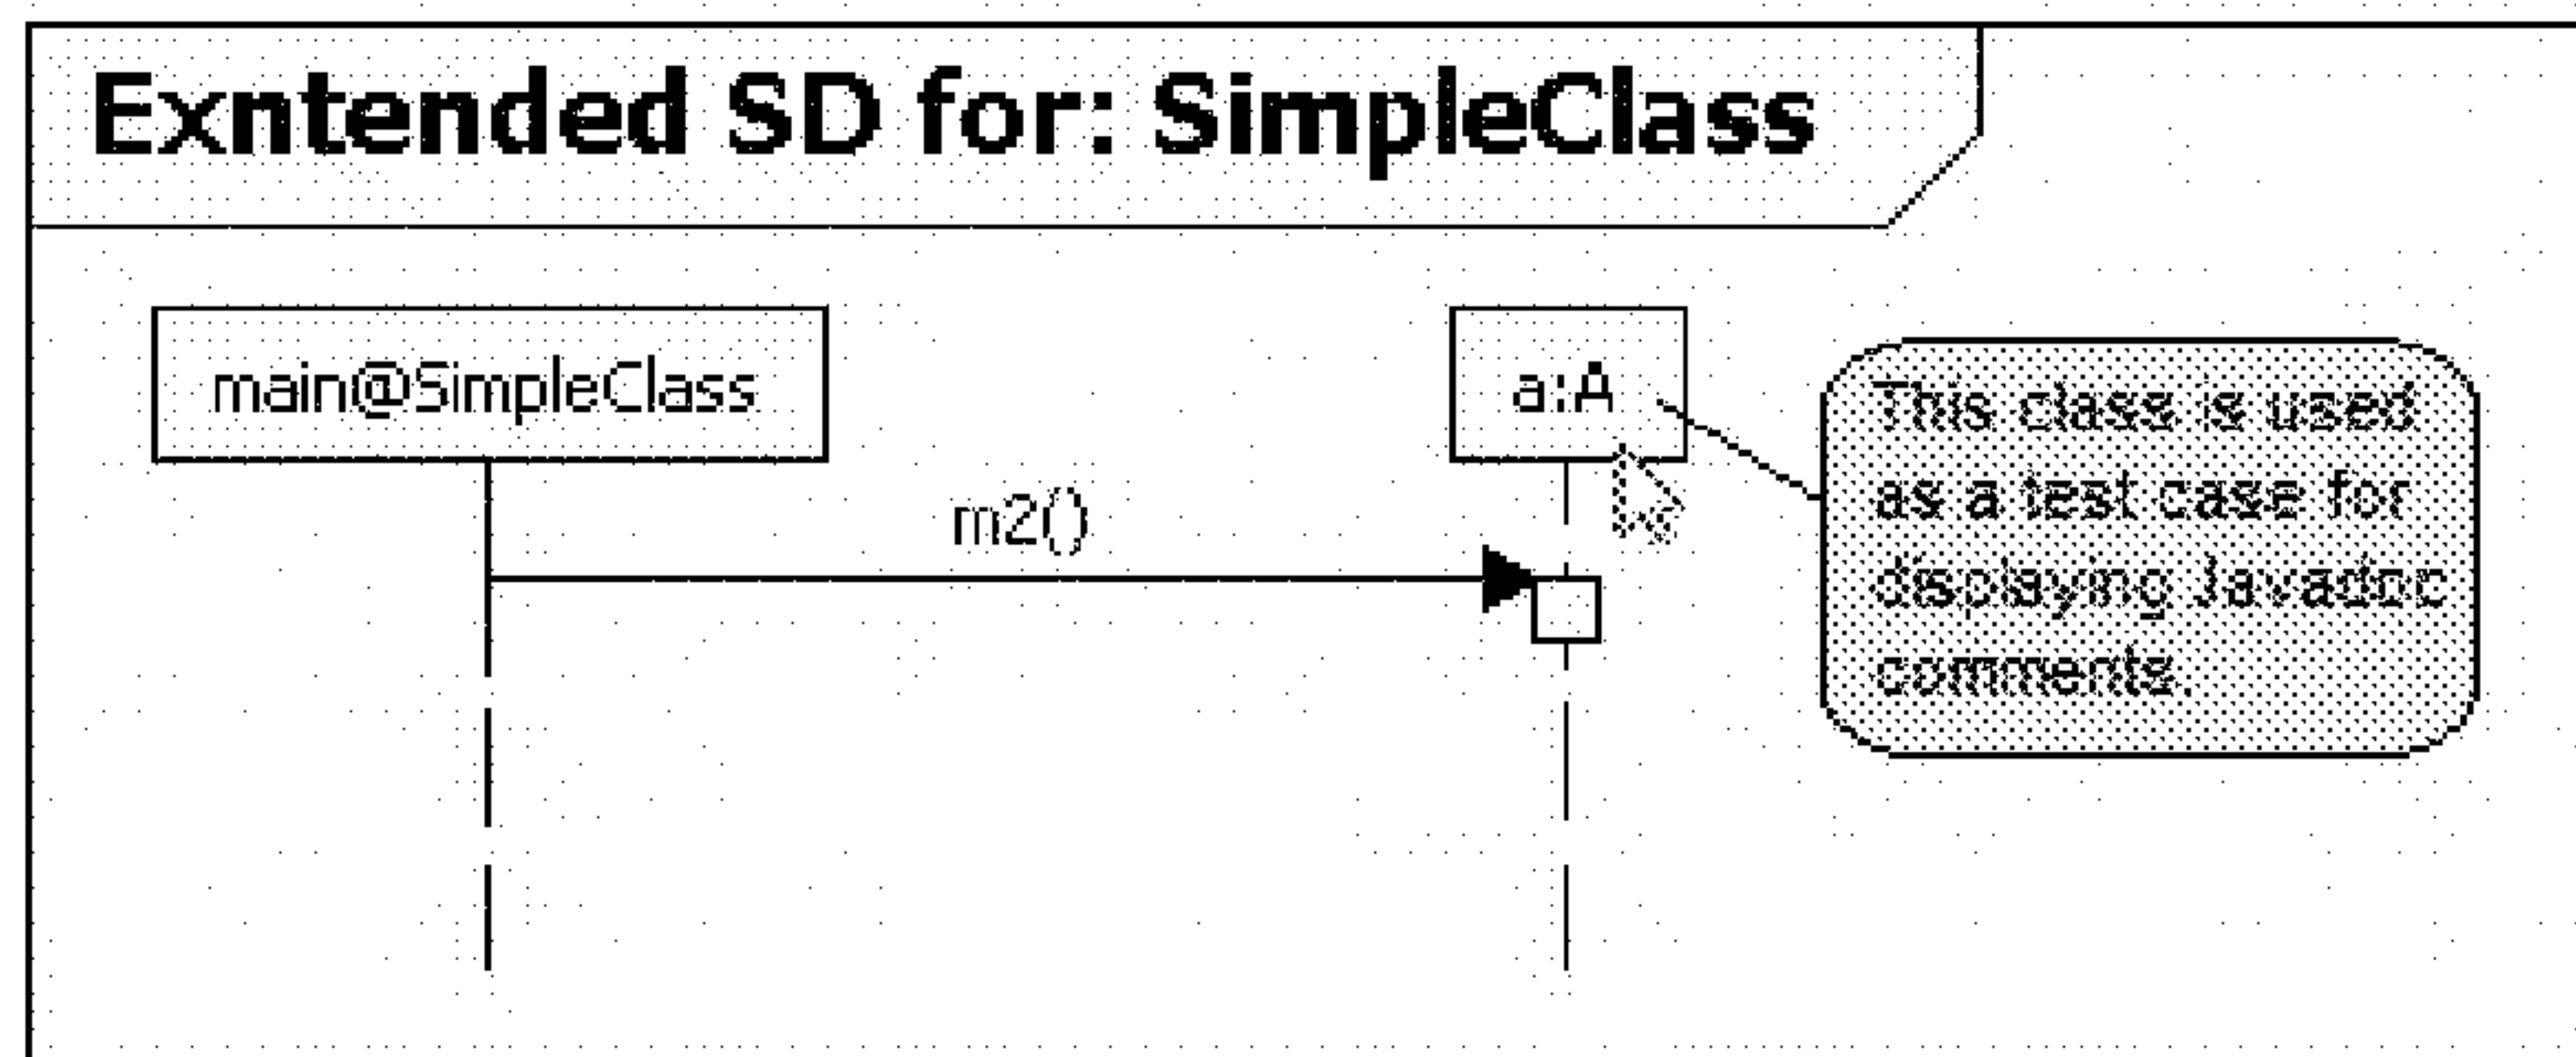 Exntended SD for: SimpleClass
main@SimpleClass
a:A
This class is used
as a test case for
displaying Javadoc
comments.
m2()